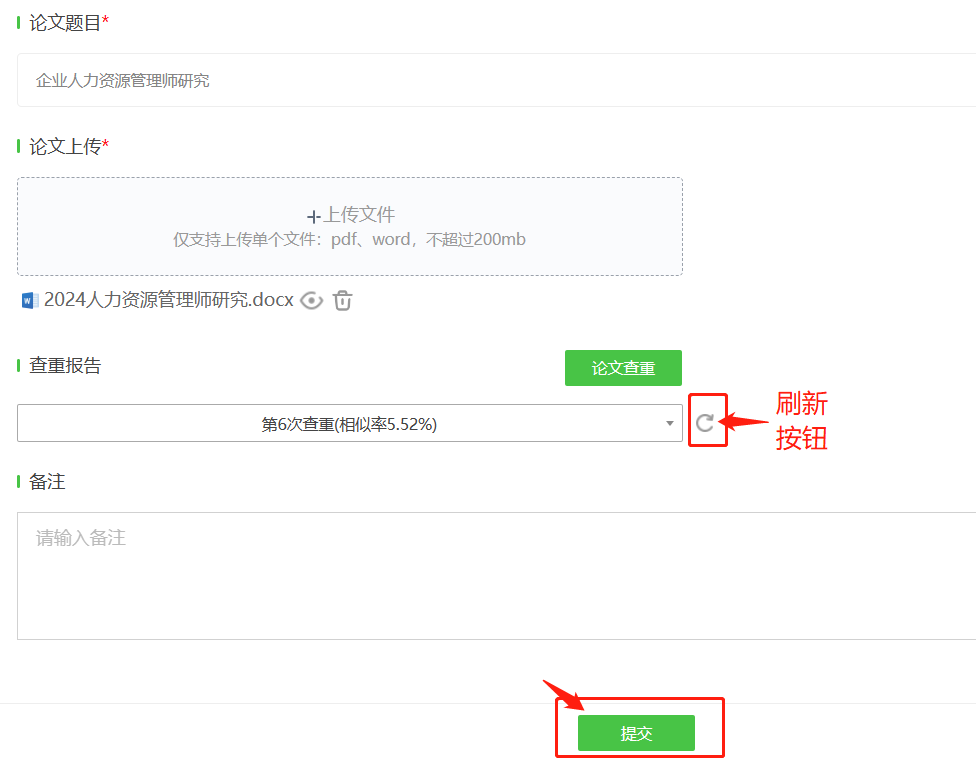 论文题目*
企业人力资源管理师研究
论文上传*
+上传文件
仅支持上传单个文件：pdf、word，不超过200mb
2024人力资源管理师研究.docx
查重报告
论文查重
第6次查重(相似率5.52%)
刷新
按钮
备注
请输入备注
提交